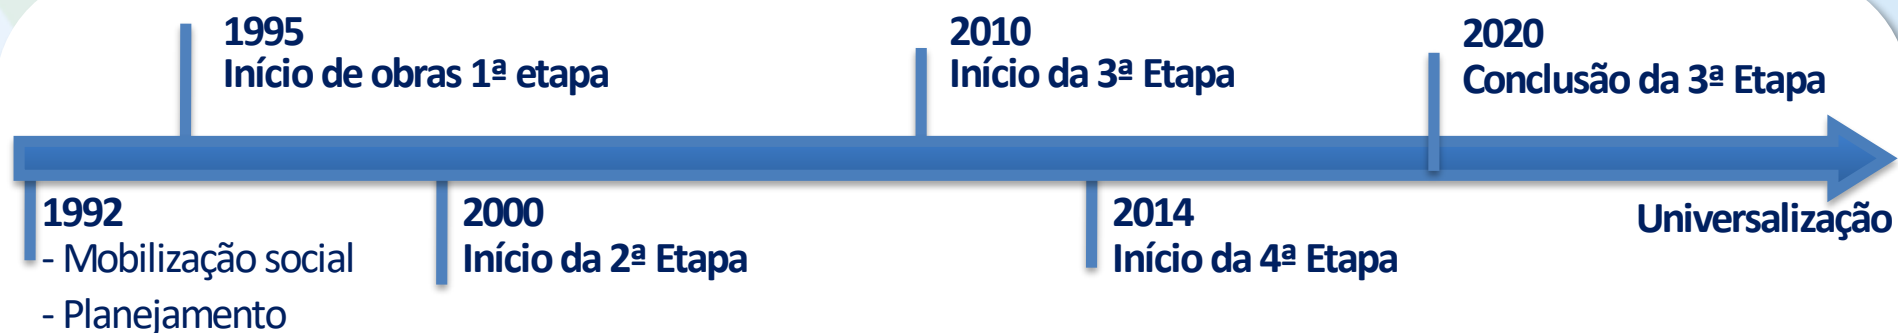 1995
Início de obras 1ª etapa
2010
Início da 3ª Etapa
2020
Conclusão da 3ª Etapa
1992
- Mobilização social
- Planejamento
2000
Início da 2ª Etapa
2014
Início da 4ª Etapa
Universalização